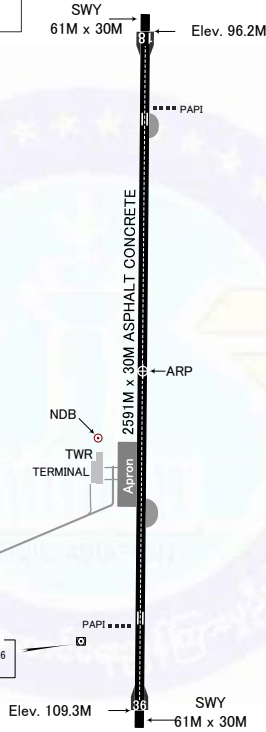 SWY
61M x 30M
18
Elev. 96.2M
PAPI
2591M x 30M ASPHALT CONCRETE
ARP
NDB
TWR
TERMINAL
Apron
PAPI
6
36
Elev. 109.3M
SWY
61M x 30M